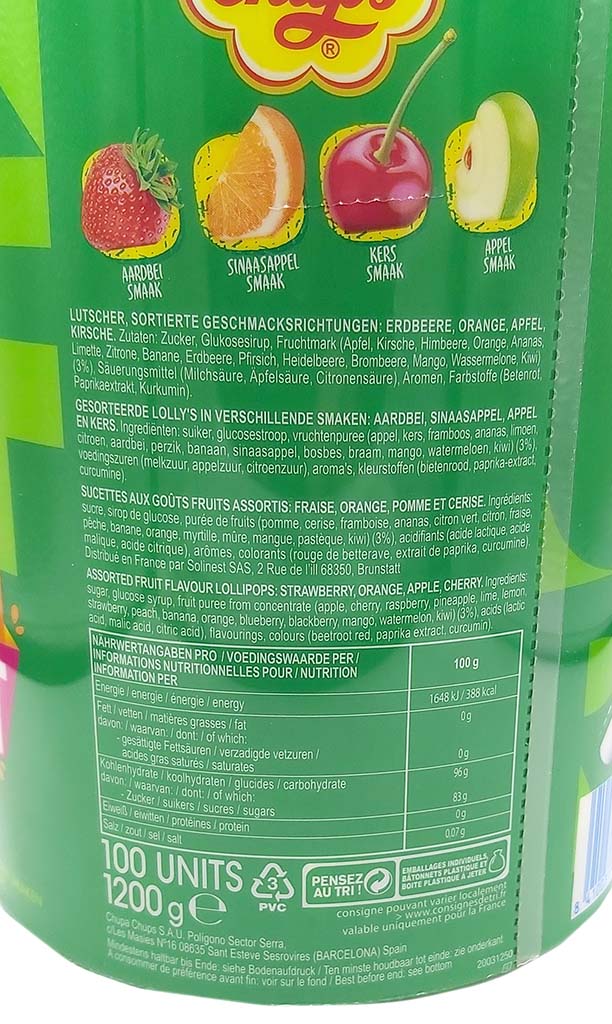 Chupa
Chups
®
AARDBEI
SMAAK
SINAASAPPEL
SMAAK
KERS
SMAAK
APPEL
SMAAK
LUTSCHER, SORTIERTE GESCHMACKSRICHTUNGEN: ERDBEERE, ORANGE, APFEL,
KIRSCHE. Zutaten: Zucker, Glukosesirup, Fruchtmark (Apfel, Kirsche, Himbeere, Orange, Ananas,
Limette, Zitrone, Banane, Erdbeere, Pfirsich, Heidelbeere, Brombeere, Mango, Wassermelone, Kiwi)
(3%), Säuerungsmittel (Milchsäure, Apfelsäure, Citronensäure), Aromen, Farbstoffe (Betenrot,
Paprikaextrakt, Kurkumin).
GESORTEERDE LOLLY'S IN VERSCHILLENDE SMAKEN: AARDBEI, SINAASAPPEL, APPEL
EN KERS. Ingrediënten: suiker, glucosestroop, vruchtenpuree (appel, kers, framboos, ananas, limoen,
citroen, aardbei, perzik, banaan, sinaasappel, bosbes, braam, mango, watermeloen, kiwi) (3%),
voedingszuren (melkzuur, appelzuur, citroenzuur), aroma's, kleurstoffen (bietenrood, paprika-extract,
curcumine).
SUCETTES AUX GOÛTS FRUITS ASSORTIS: FRAISE, ORANGE, POMME ET CERISE. Ingrédients:
sucre, sirop de glucose, purée de fruits (pomme, cerise, framboise, ananas, citron vert, citron, fraise,
pêche, banane, orange, myrtille, mûre, mangue, pastèque, kiwi) (3%), acidifiants (acide lactique, acide
malique, acide citrique), arômes, colorants (rouge de betterave, extrait de paprika, curcumine).
Distribué en France par Solinest SAS, 2 Rue de l'ill 68350, Brunstatt
ASSORTED FRUIT FLAVOUR LOLLIPOPS: STRAWBERRY, ORANGE, APPLE, CHERRY. Ingredients:
sugar, glucose syrup, fruit puree from concentrate (apple, cherry, raspberry, pineapple, lime, lemon,
strawberry, peach, banana, orange, blueberry, blackberry, mango, watermelon, kiwi) (3%), acids (lactic
acid, malic acid, citric acid), flavourings, colours (beetroot red, paprika extract, curcumin).
NÄHRWERTANGABEN PRO / VOEDINGSWAARDE PER /
INFORMATIONS NUTRITIONNELLES POUR / NUTRITION
INFORMATION PER
100 g
Energie / energie / énergie / energy
1648 kJ / 388 kcal
Fett / vetten / matières grasses / fat
0 g
davon: / waarvan: / dont: / of which:
- gesättigte Fettsäuren / verzadigde vetzuren /
acides gras saturés / saturates
0 g
Kohlenhydrate / koolhydraten / glucides / carbohydrate
96 g
davon: / waarvan: / dont: / of which:
- Zucker / suikers / sucres / sugars
83 g
Eiweiß / eiwitten / protéines / protein
0 g
Salz / zout / sel / salt
0,07 g
100 UNITS
1200 g ℮
3
PVC
PENSEZ
AU TRI !
EMBALLAGES INDIVIDUELS,
BÂTONNETS PLASTIQUE ET
BOITE PLASTIQUE À JETER
consigne pouvant varier localement
> www.consignesdetri.fr
valable uniquement pour la France
Chupa Chups S.A.U. Polígono Sector Serra,
c/Les Masies Nº16 08635 Sant Esteve Sesrovires (BARCELONA) Spain
Mindestens haltbar bis Ende: siehe Bodenaufdruck / Ten minste houdbaar tot einde: zie onderkant
A consommer de préférence avant fin: voir sur le fond / Best before end: see bottom
20031250